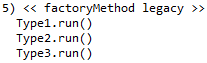 5) << factoryMethod legacy >>
Type1.run()
Type2.run()
Type3.run()